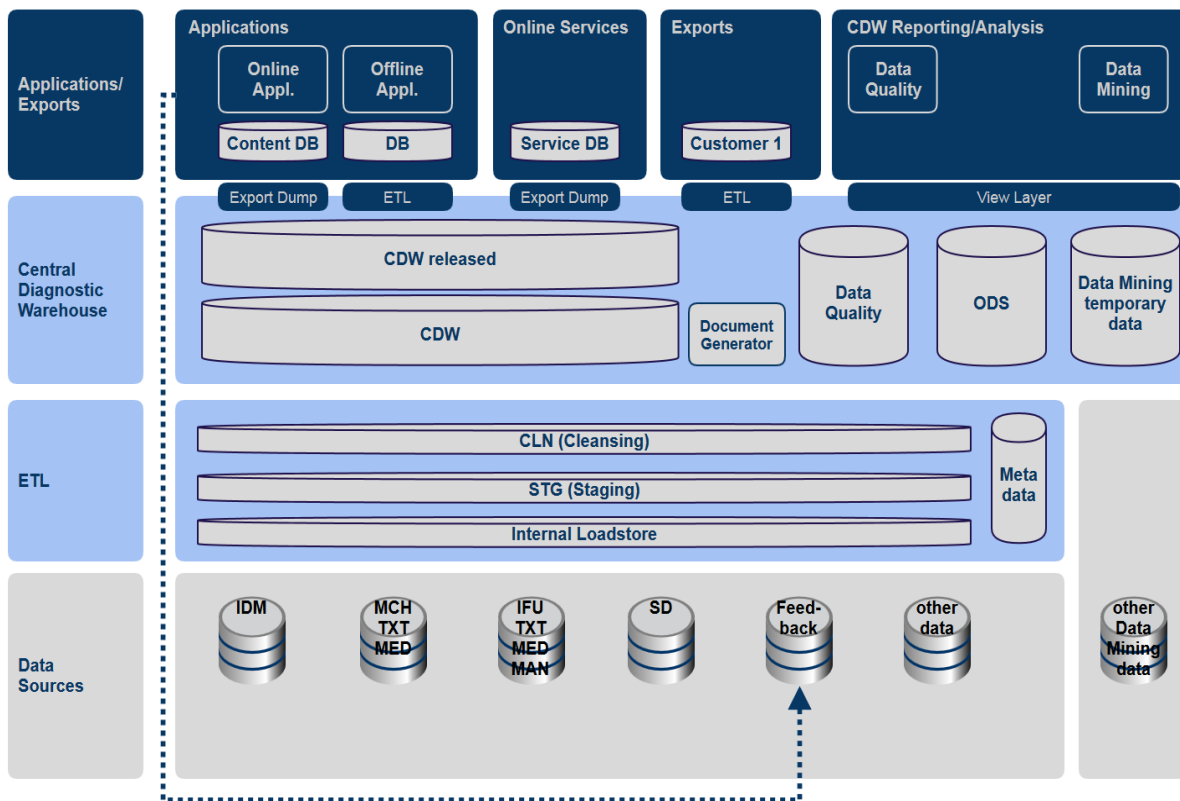 Applications/
Exports
Applications
Online Services
Exports
CDW Reporting/Analysis
Online
Appl.
Offline
Appl.
Data
Quality
Data
Mining
Content DB
DB
Service DB
Customer 1
Export Dump
ETL
Export Dump
ETL
View Layer
Central
Diagnostic
Warehouse
CDW released
CDW
Document
Generator
Data
Quality
ODS
Data Mining
temporary
data
ETL
CLN (Cleansing)
STG (Staging)
Internal Loadstore
Meta
data
Data
Sources
IDM
MCH
TXT
MED
IFU
TXT
MED
MAN
SD
Feed-
back
other
data
other
Data
Mining
data